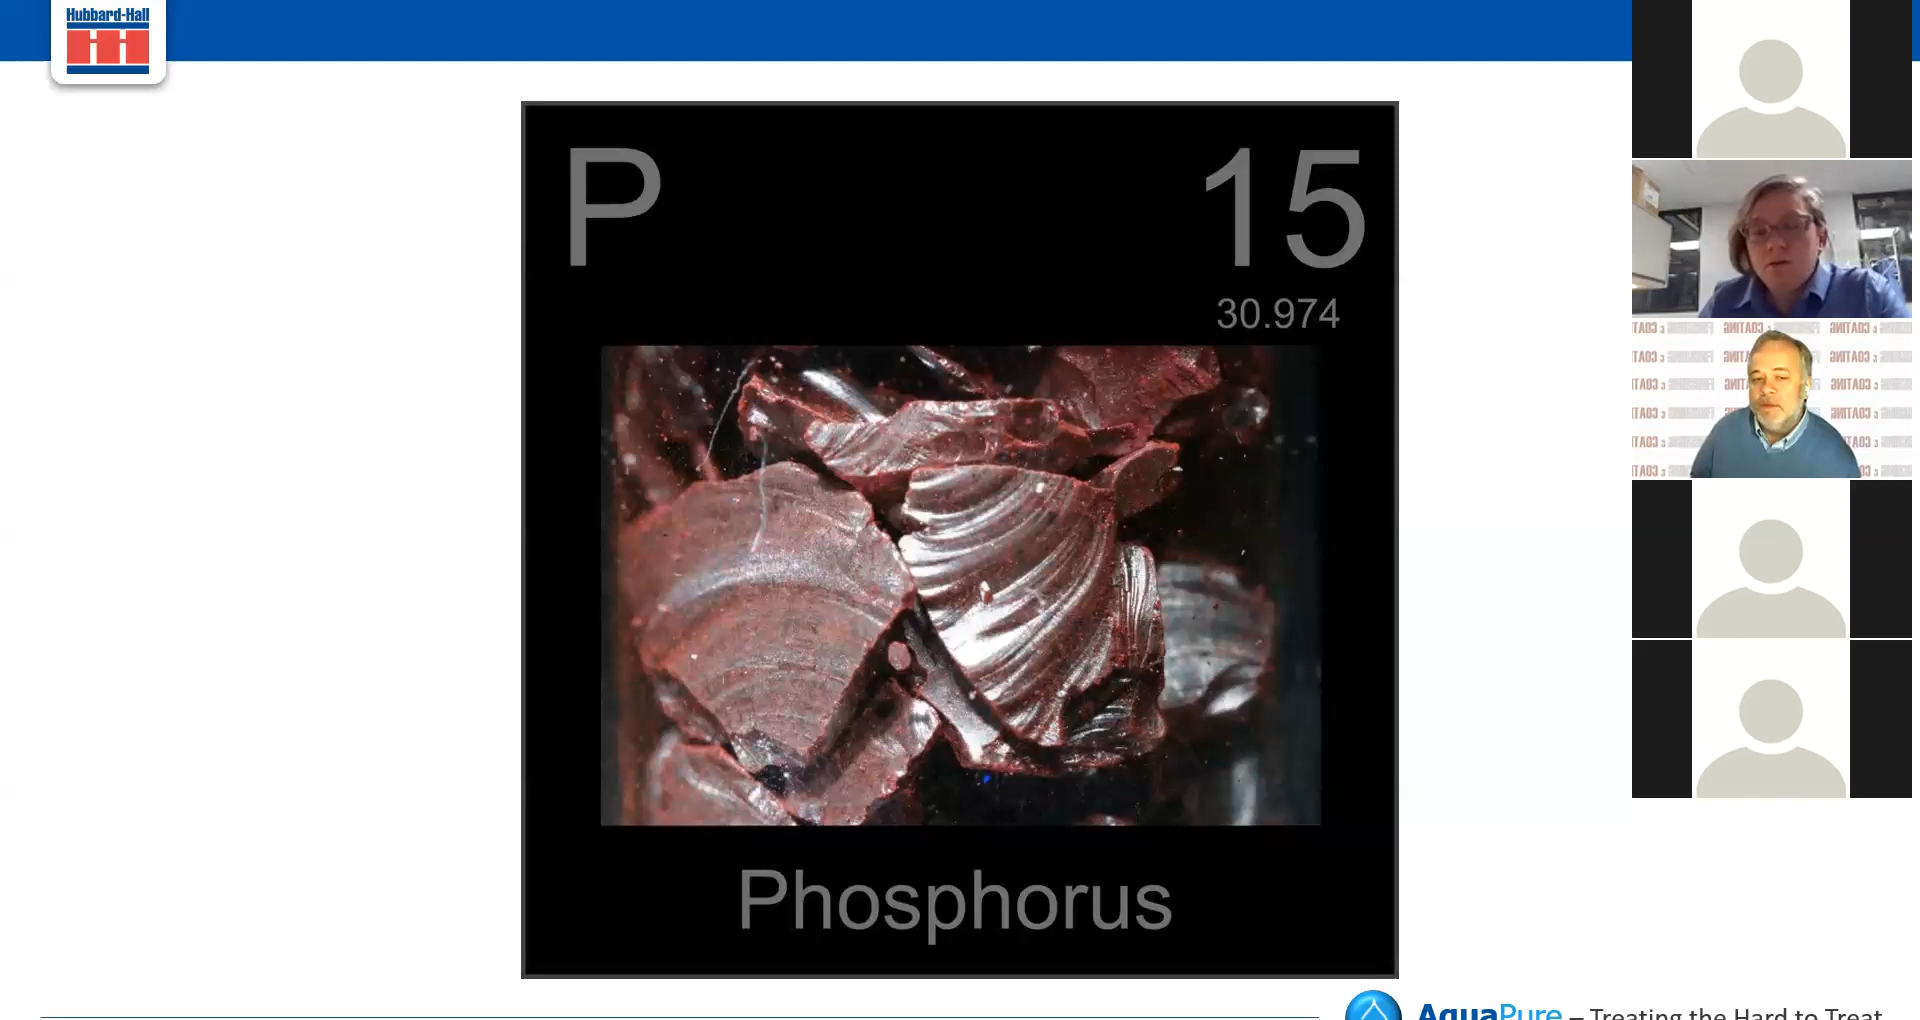 Hubbard-Hall
P
15
30.974
Phosphorus
AquaPure – Treating the Hard to Treat